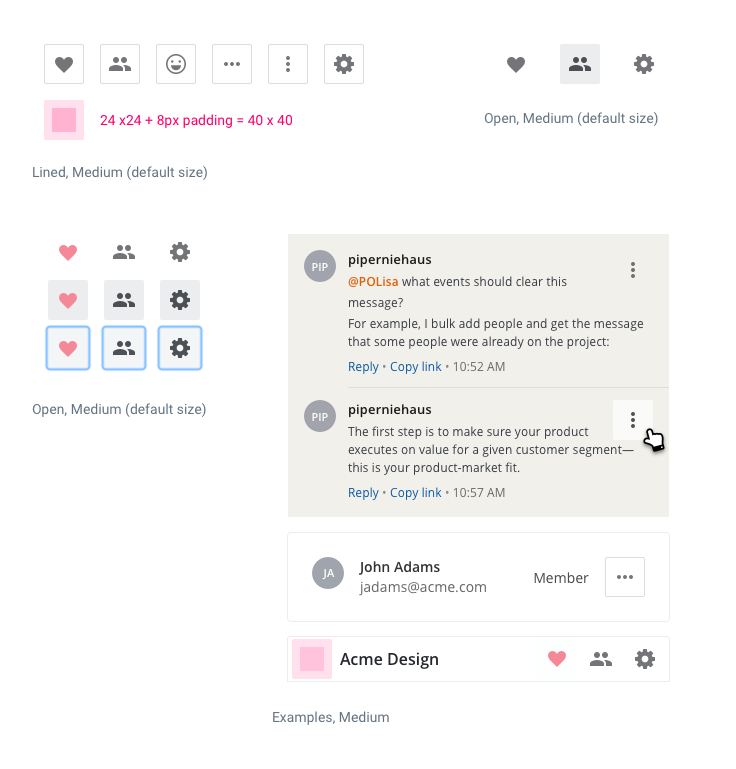 24 x24 + 8px padding = 40 x 40
Open, Medium (default size)
Lined, Medium (default size)
Open, Medium (default size)
PIP
piperniehaus
@POLisa what events should clear this
message?
For example, I bulk add people and get the message
that some people were already on the project:
Reply • Copy link • 10:52 AM
PIP
piperniehaus
The first step is to make sure your product
executes on value for a given customer segment—
this is your product-market fit.
Reply • Copy link • 10:57 AM
JA
John Adams
jadams@acme.com
Member
Acme Design
Examples, Medium